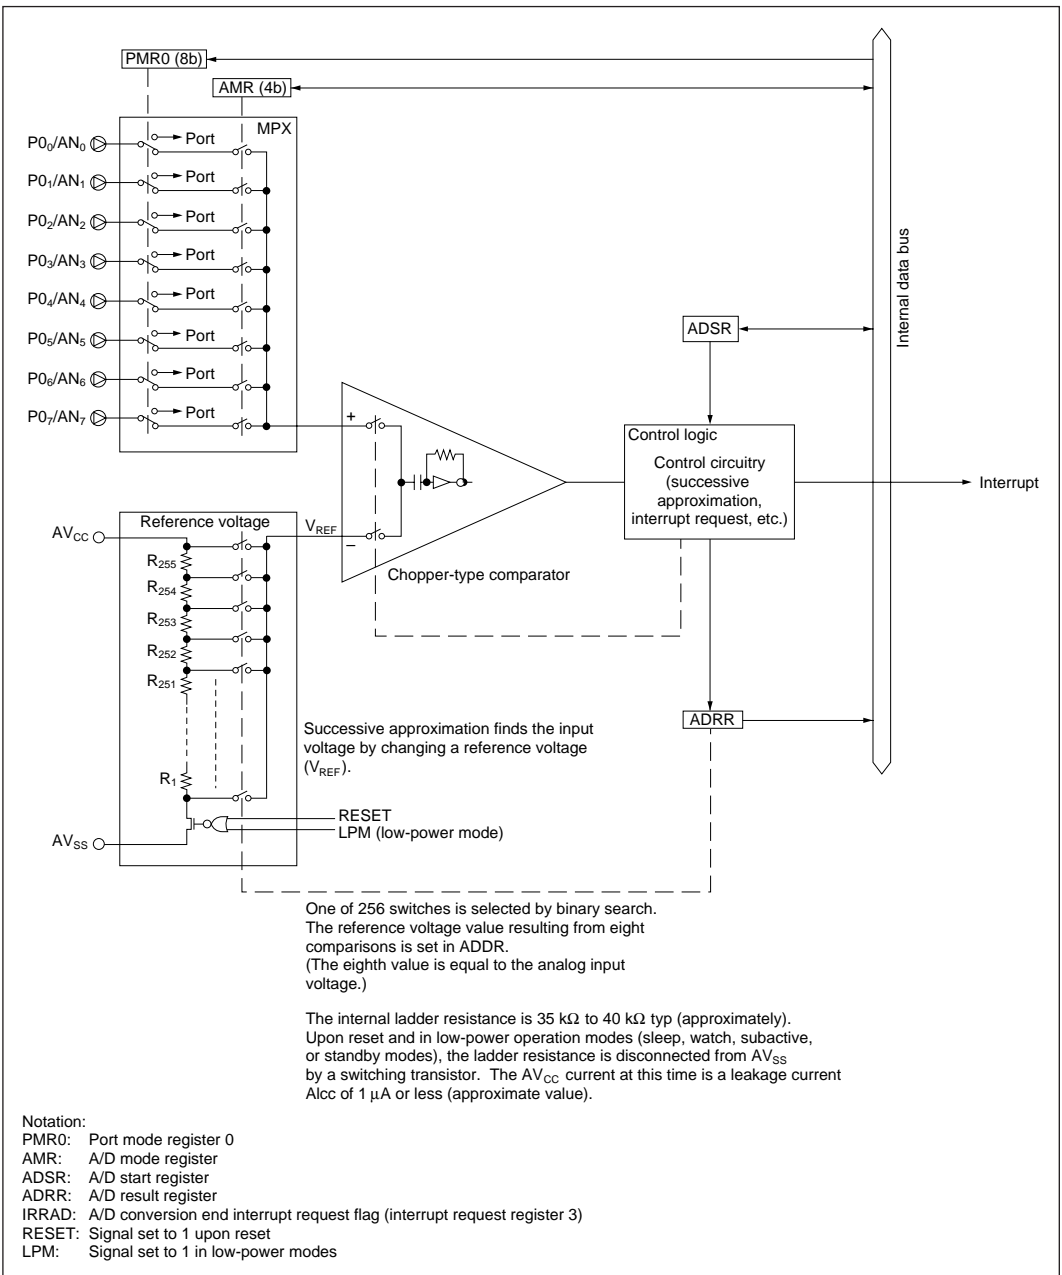 PMR0 (8b)
AMR (4b)
MPX
P0₀/AN₀ Port
P0₁/AN₁ Port
P0₂/AN₂ Port
P0₃/AN₃ Port
P0₄/AN₄ Port
P0₅/AN₅ Port
P0₆/AN₆ Port
P0₇/AN₇ Port
Internal data bus
ADSR
+
–
Control logic
Control circuitry
(successive
approximation,
interrupt request, etc.)
Interrupt
AV_CC
Reference voltage
V_REF
Chopper-type comparator
R₂₅₅
R₂₅₄
R₂₅₃
R₂₅₂
R₂₅₁
R₁
ADRR
Successive approximation finds the input
voltage by changing a reference voltage
(V_REF).
RESET
LPM (low-power mode)
AV_SS
One of 256 switches is selected by binary search.
The reference voltage value resulting from eight
comparisons is set in ADDR.
(The eighth value is equal to the analog input
voltage.)
The internal ladder resistance is 35 kΩ to 40 kΩ typ (approximately).
Upon reset and in low-power operation modes (sleep, watch, subactive,
or standby modes), the ladder resistance is disconnected from AV_SS
by a switching transistor. The AV_CC current at this time is a leakage current
AIcc of 1 μA or less (approximate value).
Notation:
PMR0: Port mode register 0
AMR: A/D mode register
ADSR: A/D start register
ADRR: A/D result register
IRRAD: A/D conversion end interrupt request flag (interrupt request register 3)
RESET: Signal set to 1 upon reset
LPM: Signal set to 1 in low-power modes